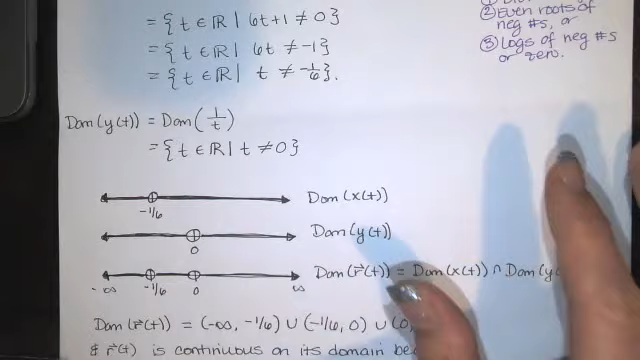 = {t ∈ ℝ | 6t+1 ≠ 0}
= {t ∈ ℝ | 6t ≠ -1}
= {t ∈ ℝ | t ≠ -1/6}.
② Even roots of
neg #s, or
③ Logs of neg #s
or zero.
Dom(y(t)) = Dom(1/t)
= {t ∈ ℝ | t ≠ 0}
Dom(x(t))
-1/6
Dom(y(t))
0
Dom(r⃗(t)) = Dom(x(t)) ∩ Dom(y
-∞ -1/6 0 ∞
Dom(r⃗(t)) = (-∞, -1/6) ∪ (-1/6, 0) ∪ (0,
& r⃗(t) is continuous on its domain